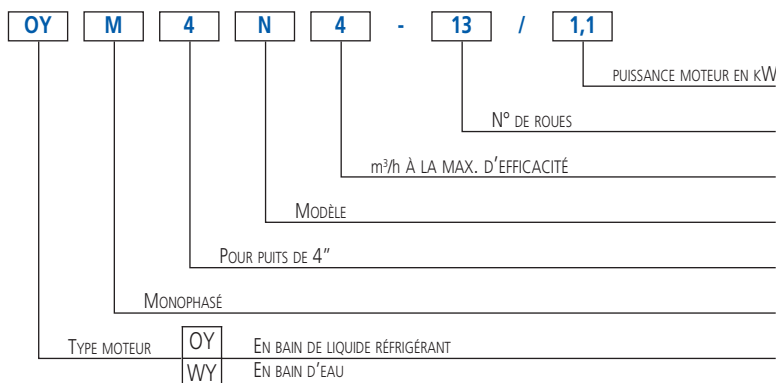 OY M 4 N 4 - 13 / 1,1
PUISSANCE MOTEUR EN KW
N° DE ROUES
m³/h À LA MAX. D'EFFICACITÉ
MODÈLE
POUR PUITS DE 4"
MONOPHASÉ
TYPE MOTEUR OY EN BAIN DE LIQUIDE RÉFRIGÉRANT
WY EN BAIN D'EAU